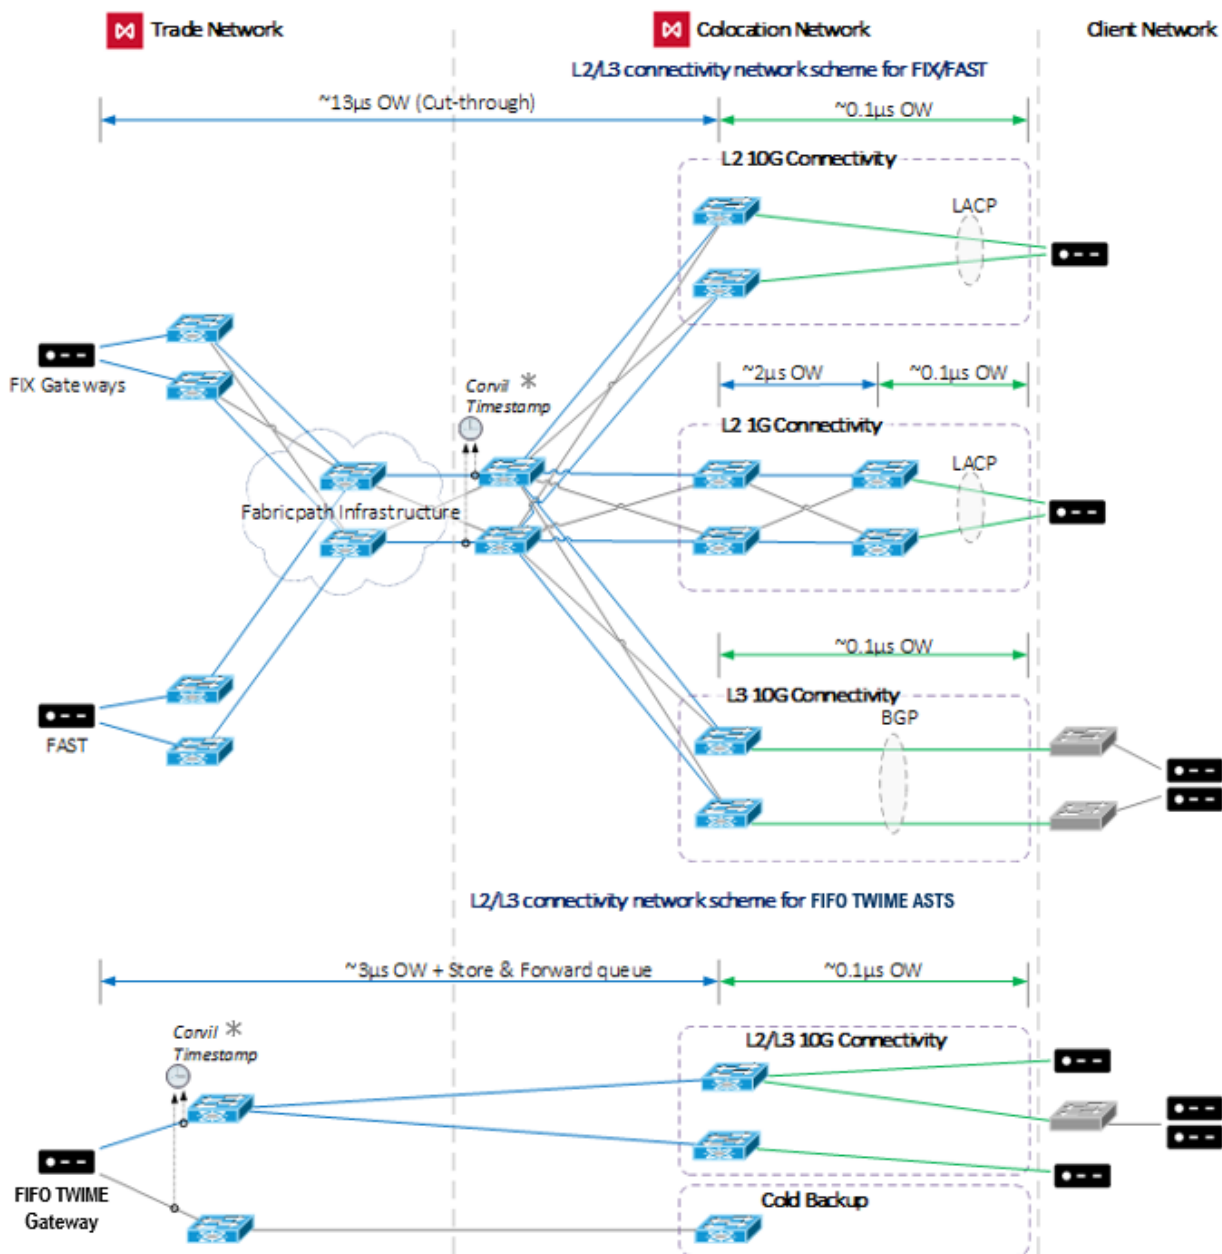 Trade Network
Colocation Network
Client Network
L2/L3 connectivity network scheme for FIX/FAST
~13µs OW (Cut-through)
~0.1µs OW
L2 10G Connectivity
LACP
FIX Gateways
Corvil *
Timestamp
~2µs OW
~0.1µs OW
L2 1G Connectivity
LACP
Fabricpath Infrastructure
~0.1µs OW
L3 10G Connectivity
BGP
FAST
L2/L3 connectivity network scheme for FIFO TWIME ASTS
~3µs OW + Store & Forward queue
~0.1µs OW
Corvil *
Timestamp
L2/L3 10G Connectivity
FIFO TWIME
Gateway
Cold Backup